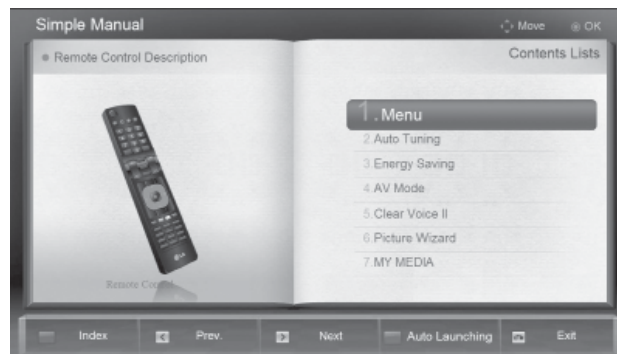 Simple Manual
Move
OK
Remote Control Description
Contents Lists
1. Menu
2. Auto Tuning
3. Energy Saving
4. AV Mode
5. Clear Voice II
6. Picture Wizard
7. MY MEDIA
LG
Remote Control
Index
Prev.
Next
Auto Launching
Exit